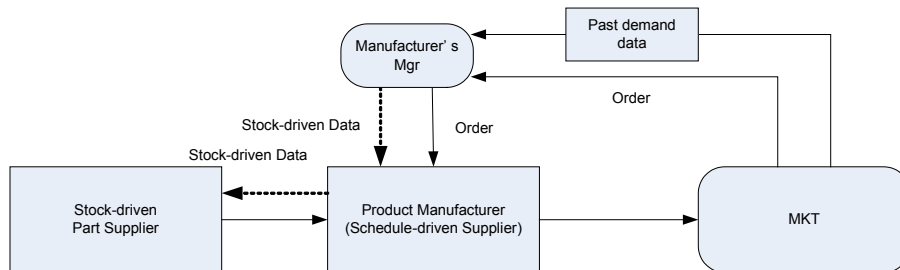 Past demand
data
Manufacturer' s
Mgr
Order
Stock-driven Data
Order
Stock-driven Data
Stock-driven
Part Supplier
Product Manufacturer
(Schedule-driven Supplier)
MKT